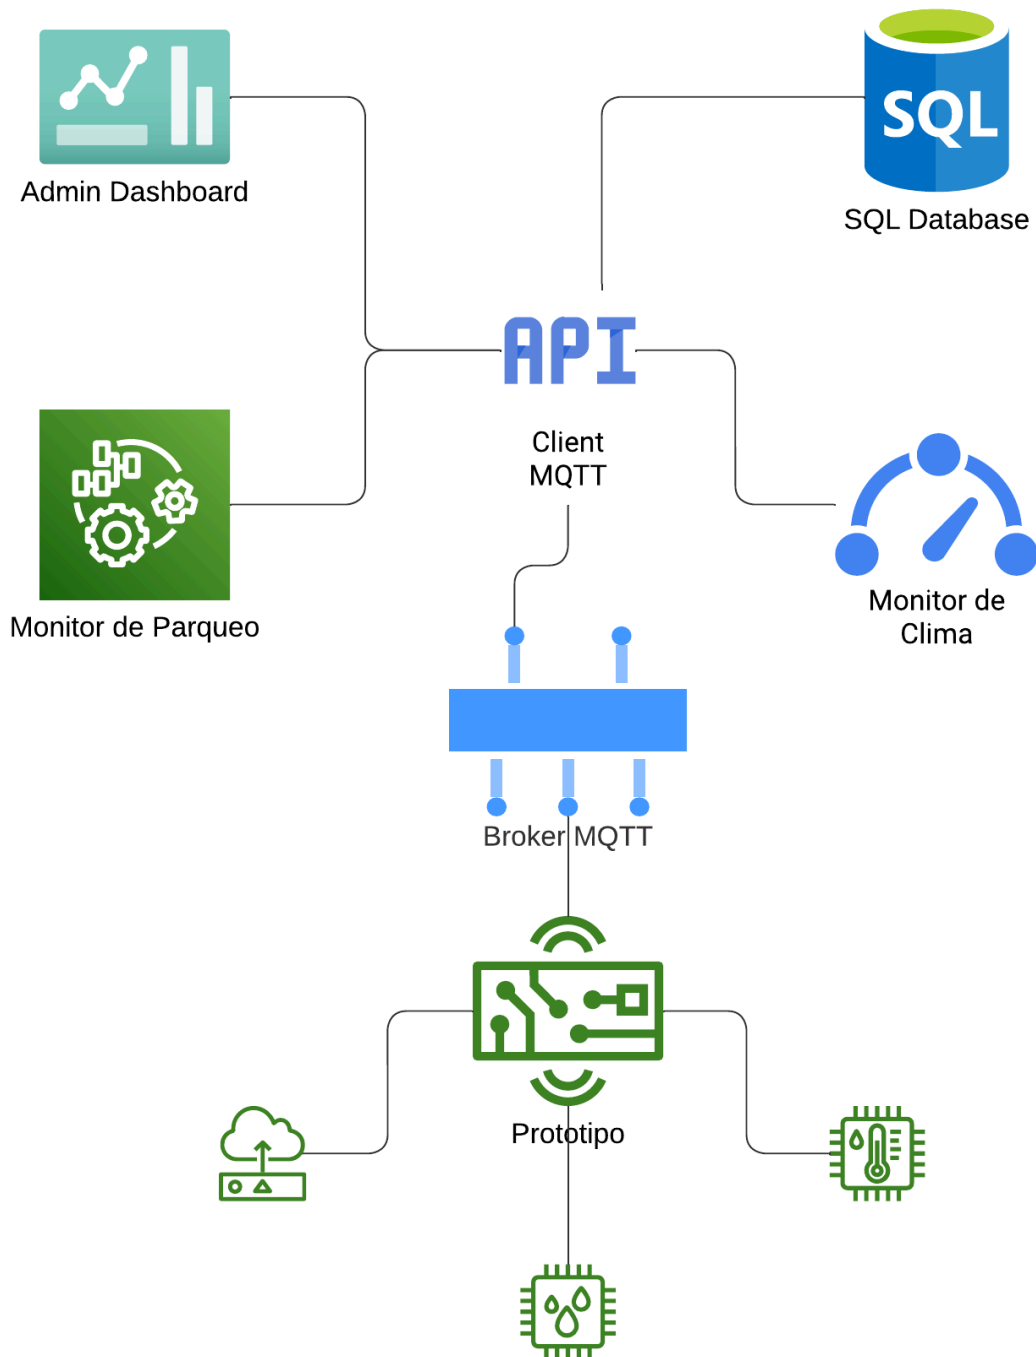 Admin Dashboard
SQL
SQL Database
API
Client
MQTT
Monitor de Parqueo
Monitor de
Clima
Broker MQTT
Prototipo